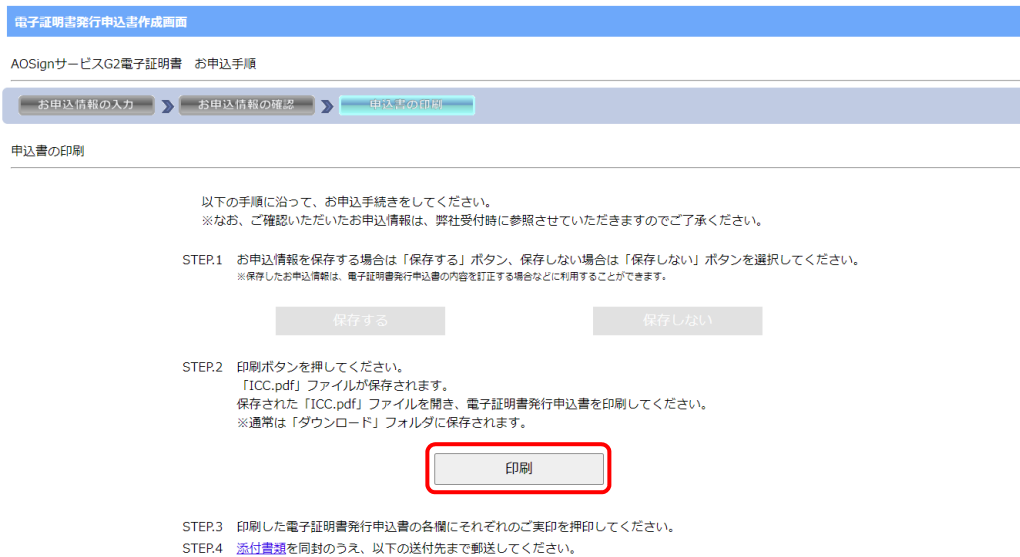 電子証明書発行申込書作成画面
AOSignサービスG2電子証明書　お申込手順
お申込情報の入力 お申込情報の確認 申込書の印刷
申込書の印刷
以下の手順に沿って、お申込手続きをしてください。
※なお、ご確認いただいたお申込情報は、弊社受付時に参照させていただきますのでご了承ください。
STEP.1 お申込情報を保存する場合は「保存する」ボタン、保存しない場合は「保存しない」ボタンを選択してください。
※保存したお申込情報は、電子証明書発行申込書の内容を訂正する場合などに利用することができます。
保存する 保存しない
STEP.2 印刷ボタンを押してください。
「ICC.pdf」ファイルが保存されます。
保存された「ICC.pdf」ファイルを開き、電子証明書発行申込書を印刷してください。
※通常は「ダウンロード」フォルダに保存されます。
印刷
STEP.3 印刷した電子証明書発行申込書の各欄にそれぞれのご実印を押印してください。
STEP.4 添付書類を同封のうえ、以下の送付先まで郵送してください。